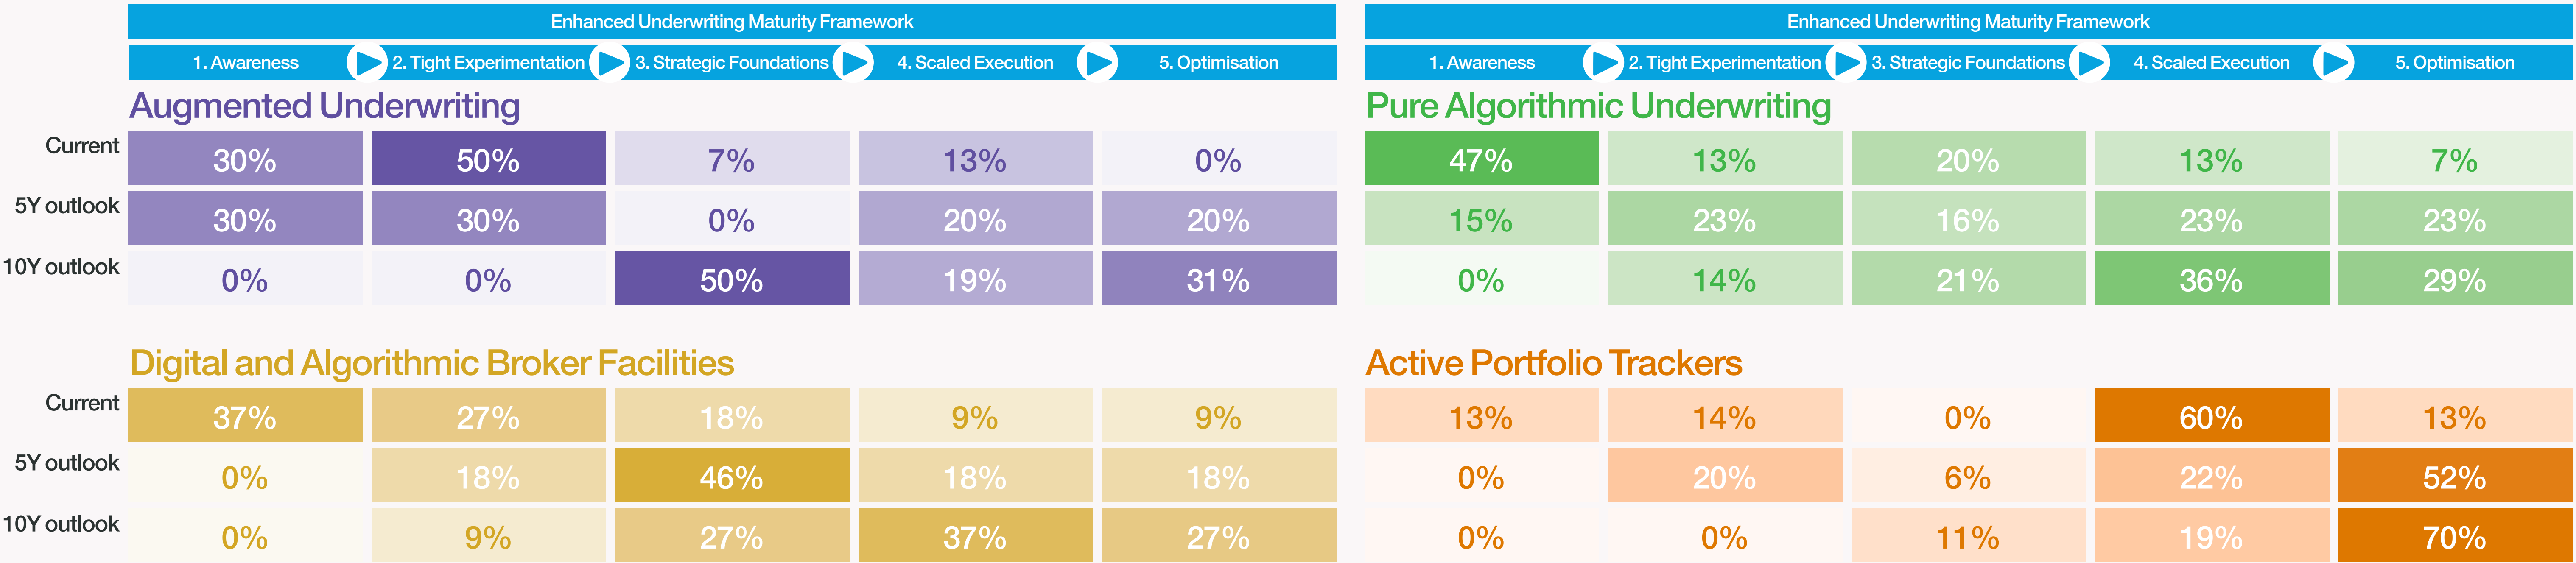 Enhanced Underwriting Maturity Framework
1. Awareness 2. Tight Experimentation 3. Strategic Foundations 4. Scaled Execution 5. Optimisation
Augmented Underwriting
Current 30% 50% 7% 13% 0%
5Y outlook 30% 30% 0% 20% 20%
10Y outlook 0% 0% 50% 19% 31%
Digital and Algorithmic Broker Facilities
Current 37% 27% 18% 9% 9%
5Y outlook 0% 18% 46% 18% 18%
10Y outlook 0% 9% 27% 37% 27%
Enhanced Underwriting Maturity Framework
1. Awareness 2. Tight Experimentation 3. Strategic Foundations 4. Scaled Execution 5. Optimisation
Pure Algorithmic Underwriting
47% 13% 20% 13% 7%
15% 23% 16% 23% 23%
0% 14% 21% 36% 29%
Active Portfolio Trackers
13% 14% 0% 60% 13%
0% 20% 6% 22% 52%
0% 0% 11% 19% 70%